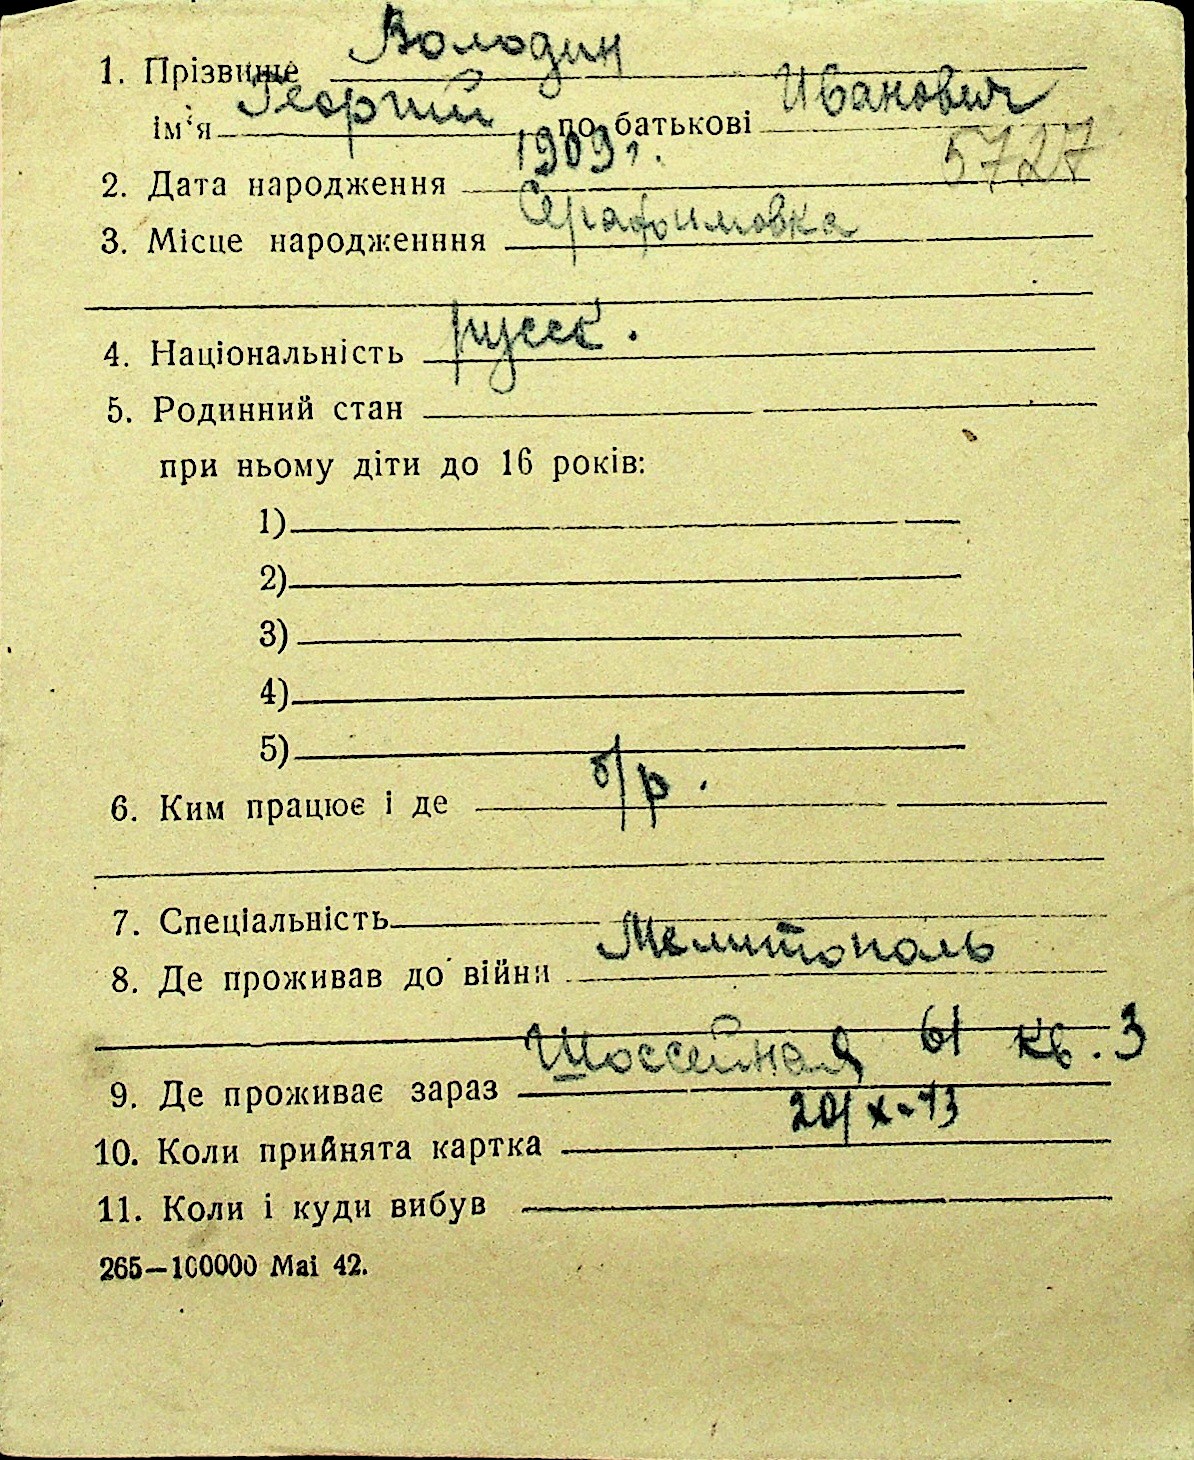 Володин
1. Прізвище
Георгий Иванович
ім'я по батькові
1909 г. 5727
2. Дата народження
Серафимовка
3. Місце народженння
русск.
4. Національність
5. Родинний стан
при ньому діти до 16 років:
1)
2)
3)
4)
5)
б/р.
6. Ким працює і де
7. Спеціальність
Мелитополь
8. Де проживав до війни
Шоссейная 61 кв. 3
9. Де проживає зараз
20/X-43
10. Коли прийнята картка
11. Коли і куди вибув
265—100000 Mai 42.